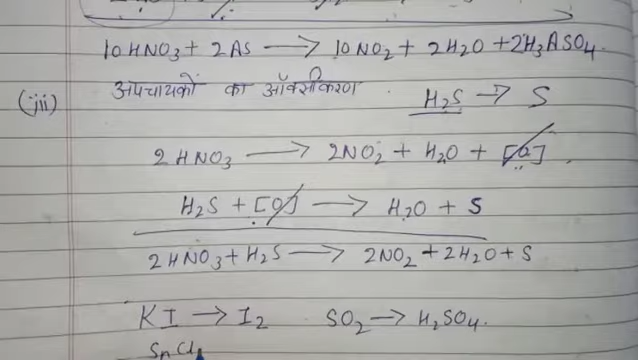 10HNO3 + 2AS ⟶ 10NO2 + 2H2O + 2H3ASO4.
(iii) अपचायकों का ऑक्सीकरण. H2S → S
2HNO3 ⟶ 2NO2 + H2O + [O].
H2S + [O] ⟶ H2O + S
2HNO3 + H2S ⟶ 2NO2 + 2H2O + S
KI → I2 SO2 → H2SO4.
SnCl2